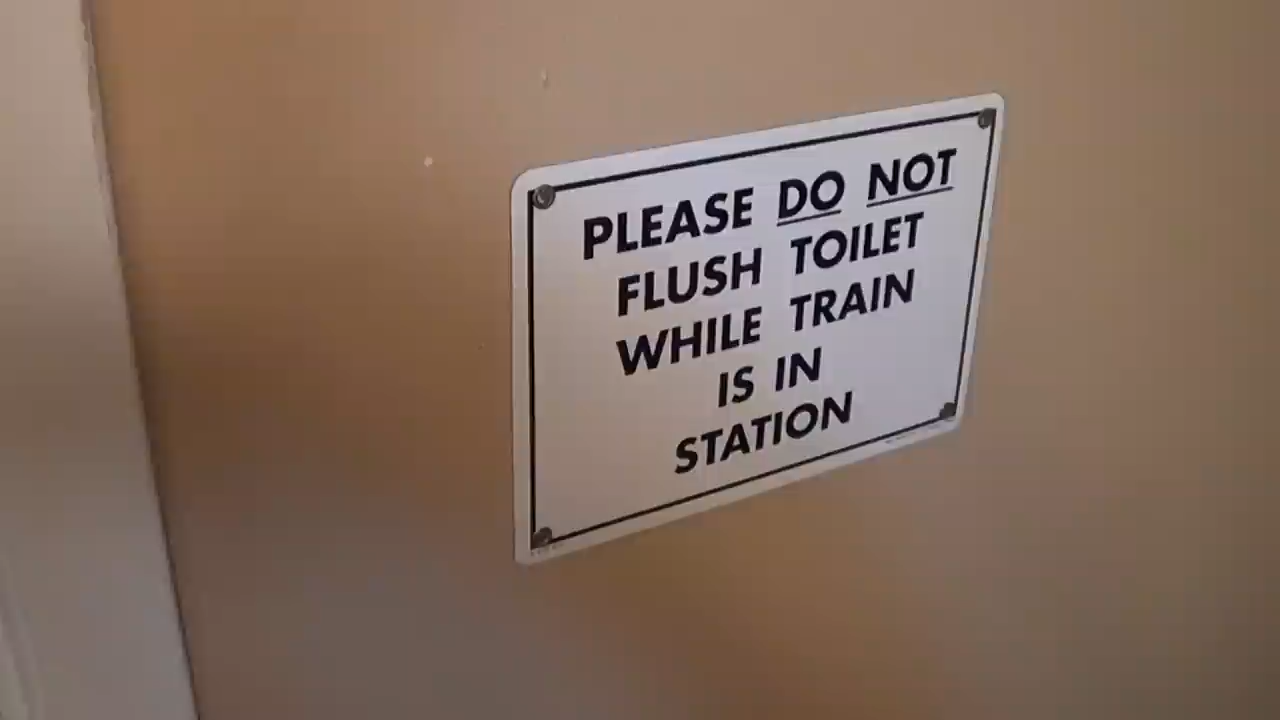 PLEASE DO NOT
FLUSH TOILET
WHILE TRAIN
IS IN
STATION